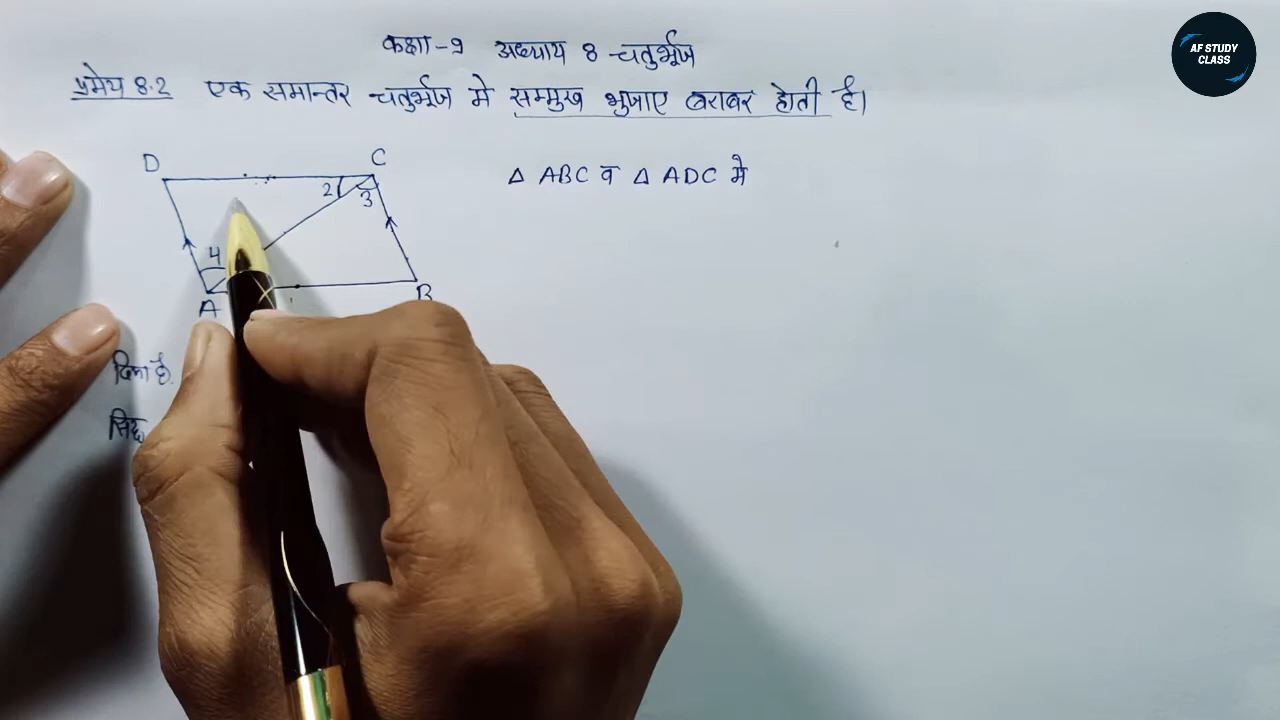 कक्षा-9 अध्याय 8 चतुर्भुज
AF STUDY
CLASS
प्रमेय 8.2 एक समान्तर चतुर्भुज मे सम्मुख भुजाए बराबर होती है।
D C
Δ ABC व Δ ADC मे
2 3
4
A B
दिया है.
सिद्ध